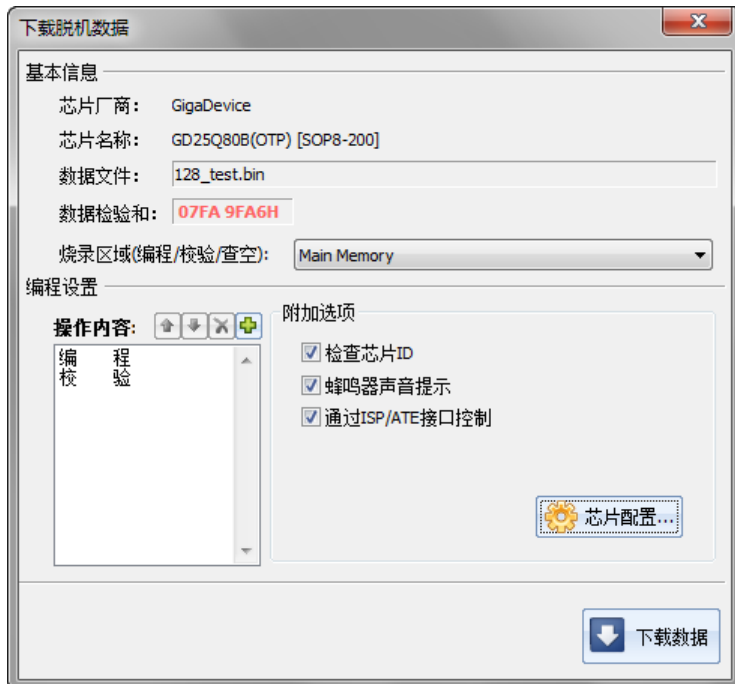 下载脱机数据
基本信息
芯片厂商: GigaDevice
芯片名称: GD25Q80B(OTP) [SOP8-200]
数据文件: 128_test.bin
数据检验和: 07FA 9FA6H
烧录区域(编程/校验/查空): Main Memory
编程设置
操作内容:
编 程
校 验
附加选项
检查芯片ID
蜂鸣器声音提示
通过ISP/ATE接口控制
芯片配置...
下载数据